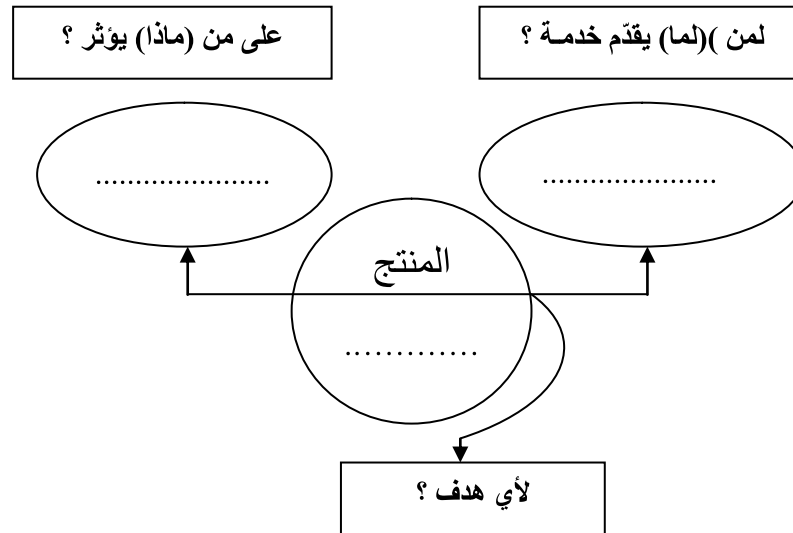 لمن )(لما) يقدّم خدمـة ؟
على من (ماذا) يؤثر ؟
......................
......................
المنتج
.............
لأي هدف ؟